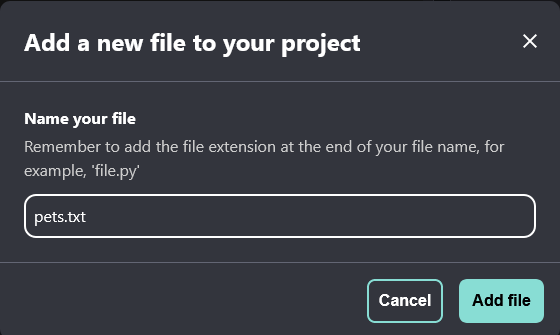 Add a new file to your project
Name your file
Remember to add the file extension at the end of your file name, for
example, 'file.py'
pets.txt
Cancel
Add file